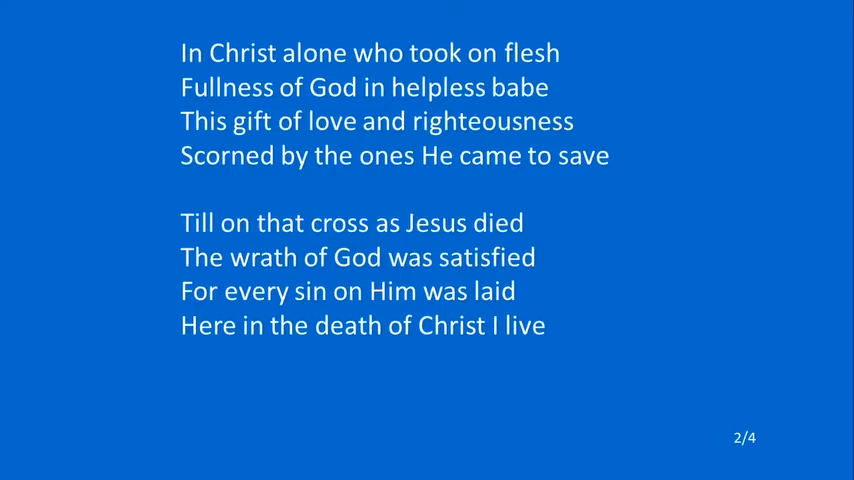 In Christ alone who took on flesh
Fullness of God in helpless babe
This gift of love and righteousness
Scorned by the ones He came to save
Till on that cross as Jesus died
The wrath of God was satisfied
For every sin on Him was laid
Here in the death of Christ I live
2/4